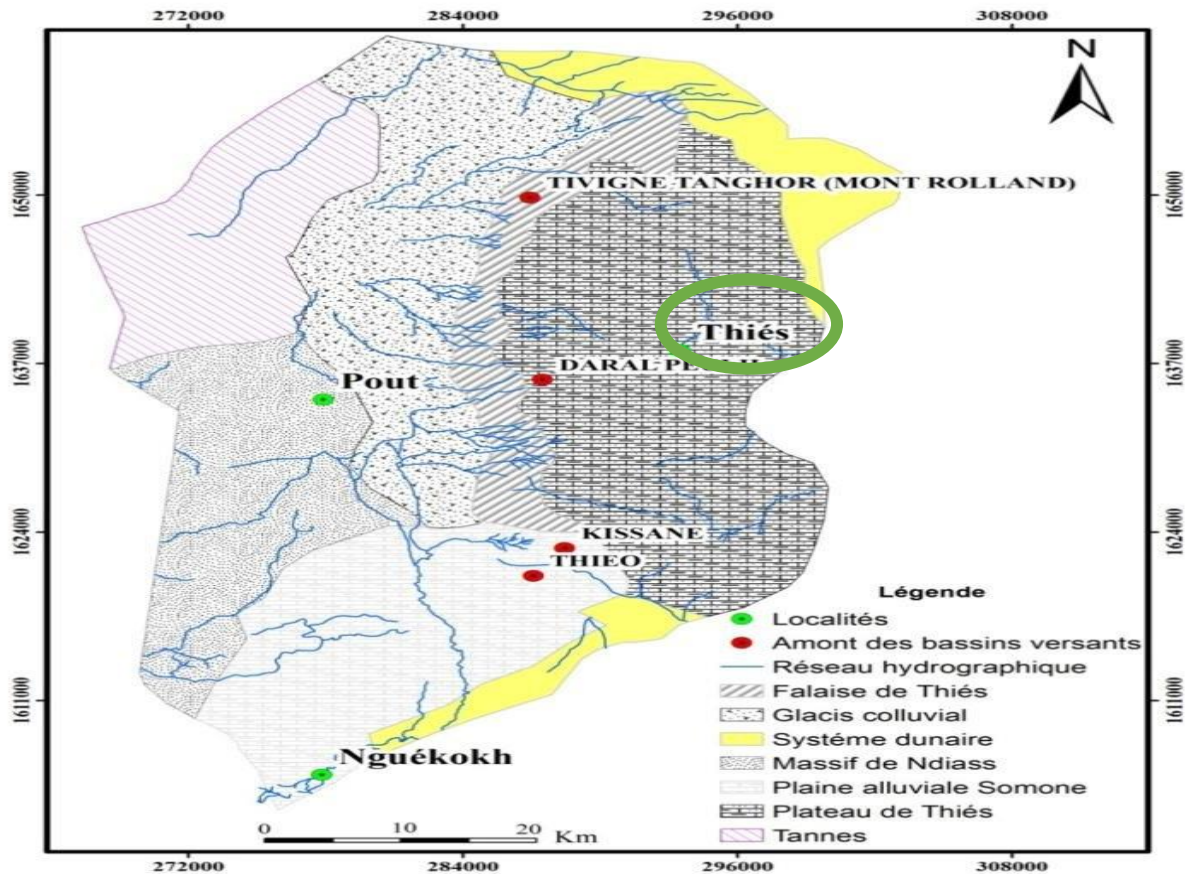 272000 284000 296000 308000
N
1650000 1650000
TIVIGNE TANGHOR (MONT ROLLAND)
Thiés
1637000 1637000
DARAL
Pout
1624000 1624000
KISSANE
THIEO
Légende
Localités
Amont des bassins versants
Réseau hydrographique
Falaise de Thiés
1611000 1611000
Glacis colluvial
Systéme dunaire
Nguékokh
Massif de Ndiass
Plaine alluviale Somone
Plateau de Thiés
Tannes
0 10 20 Km
272000 284000 296000 308000